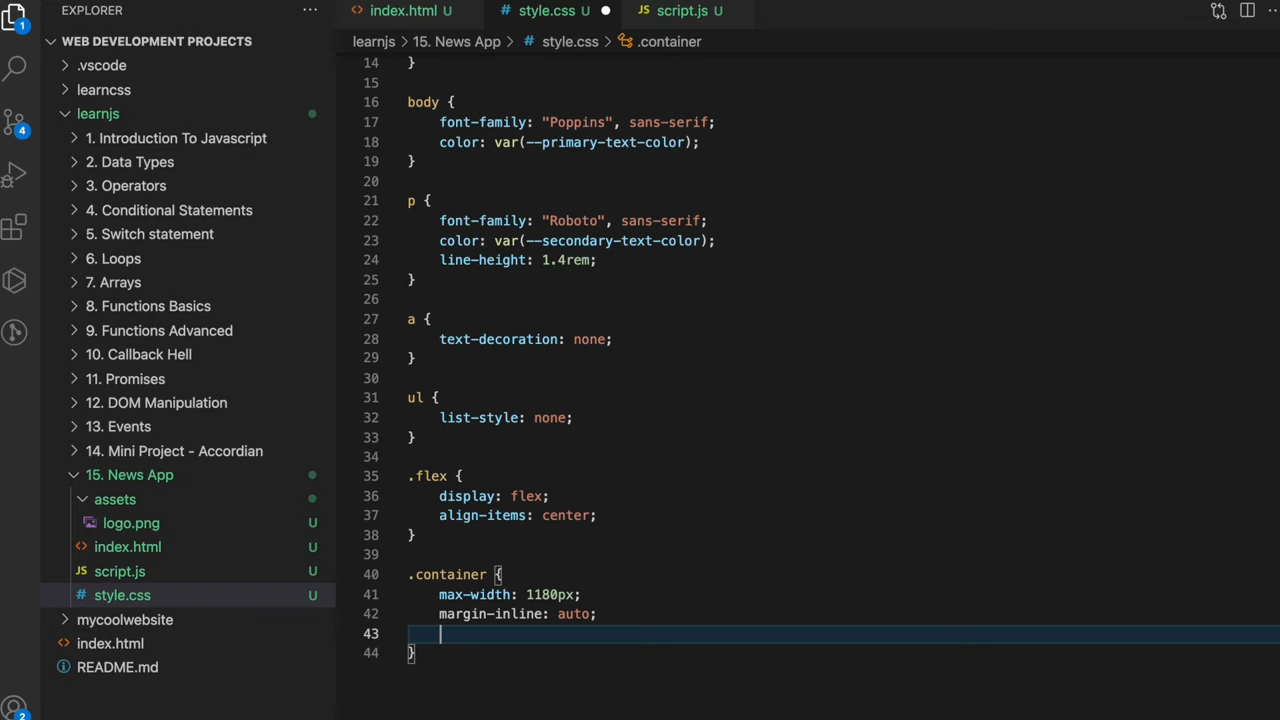 EXPLORER
WEB DEVELOPMENT PROJECTS
.vscode
learncss
learnjs
1. Introduction To Javascript
2. Data Types
3. Operators
4. Conditional Statements
5. Switch statement
6. Loops
7. Arrays
8. Functions Basics
9. Functions Advanced
10. Callback Hell
11. Promises
12. DOM Manipulation
13. Events
14. Mini Project - Accordian
15. News App
assets
logo.png U
<> index.html U
JS script.js U
# style.css U
mycoolwebsite
<> index.html
README.md
1
4
2
<> index.html U # style.css U JS script.js U
learnjs > 15. News App > # style.css > .container
14 }
15
16 body {
17 font-family: "Poppins", sans-serif;
18 color: var(--primary-text-color);
19 }
20
21 p {
22 font-family: "Roboto", sans-serif;
23 color: var(--secondary-text-color);
24 line-height: 1.4rem;
25 }
26
27 a {
28 text-decoration: none;
29 }
30
31 ul {
32 list-style: none;
33 }
34
35 .flex {
36 display: flex;
37 align-items: center;
38 }
39
40 .container {
41 max-width: 1180px;
42 margin-inline: auto;
43
44 }